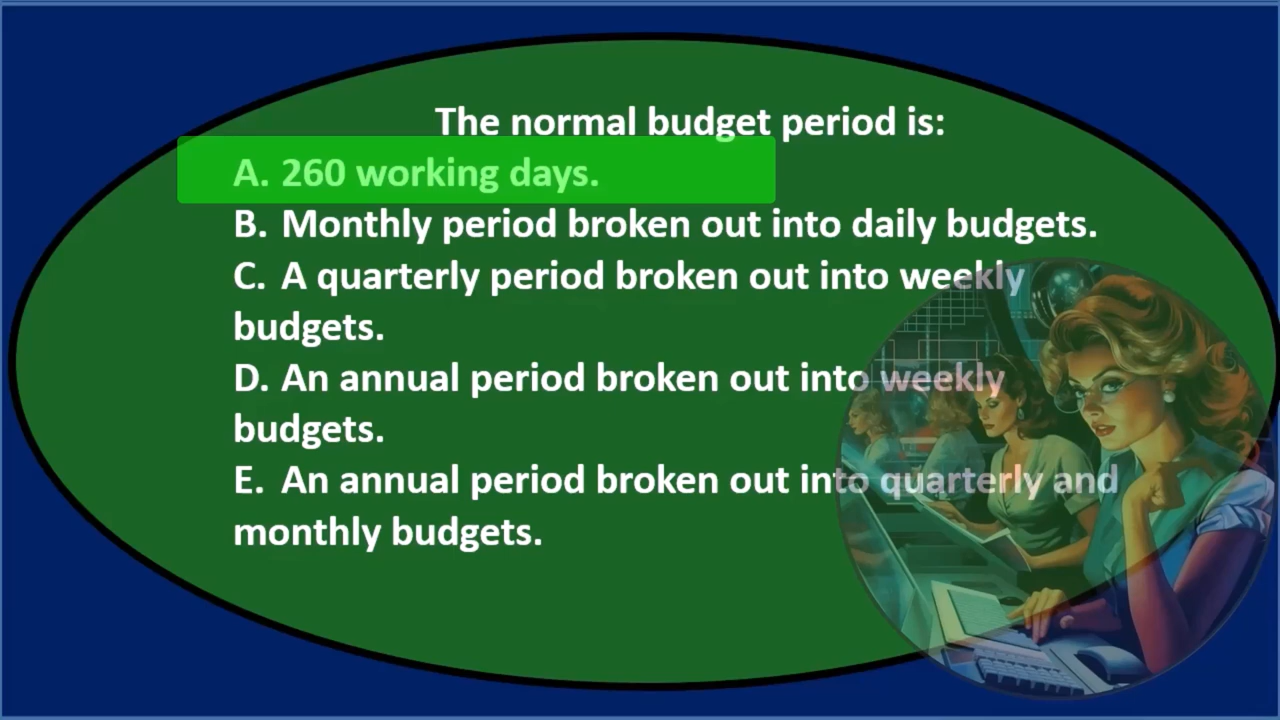 The normal budget period is:
A. 260 working days.
B. Monthly period broken out into daily budgets.
C. A quarterly period broken out into weekly
budgets.
D. An annual period broken out into weekly
budgets.
E. An annual period broken out into quarterly and
monthly budgets.